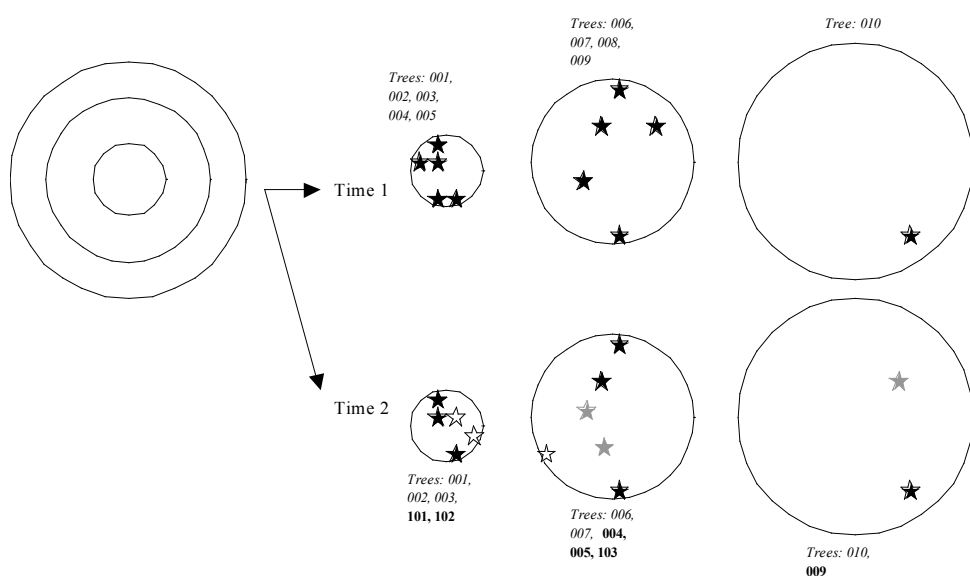 Trees: 006,
007, 008,
009
Tree: 010
Trees: 001,
002, 003,
004, 005
Time 1
Time 2
Trees: 001,
002, 003,
101, 102
Trees: 006,
007, 004,
005, 103
Trees: 010,
009